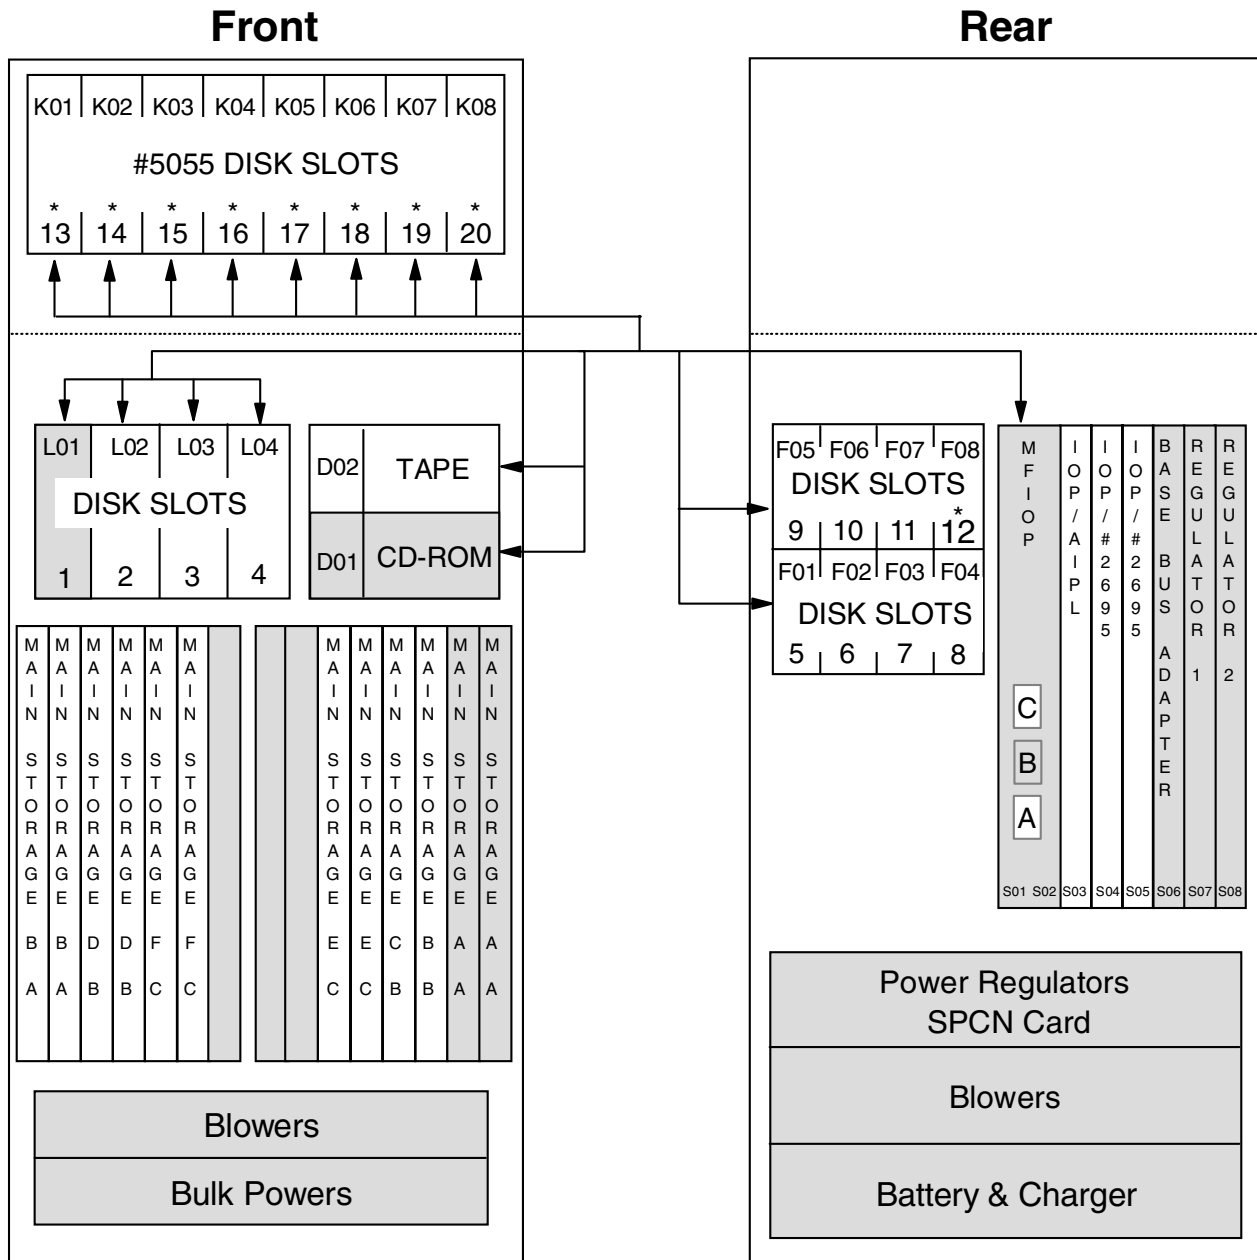 Front
K01 K02 K03 K04 K05 K06 K07 K08
#5055 DISK SLOTS
* * * * * * * *
13 14 15 16 17 18 19 20
L01 L02 L03 L04
DISK SLOTS
1 2 3 4
D02 TAPE
D01 CD-ROM
MAIN STORAGE B A
MAIN STORAGE B A
MAIN STORAGE D B
MAIN STORAGE D B
MAIN STORAGE F C
MAIN STORAGE F C
MAIN STORAGE E C
MAIN STORAGE E C
MAIN STORAGE C B
MAIN STORAGE B B
MAIN STORAGE A A
MAIN STORAGE A A
Blowers
Bulk Powers
Rear
F05 F06 F07 F08
DISK SLOTS
*
9 10 11 12
F01 F02 F03 F04
DISK SLOTS
5 6 7 8
MFIOP
C
B
A
IOP/AIPL
IOP/#2695
IOP/#2695
BASE BUS ADAPTER
REGULATOR 1
REGULATOR 2
S01 S02 S03 S04 S05 S06 S07 S08
Power Regulators
SPCN Card
Blowers
Battery & Charger